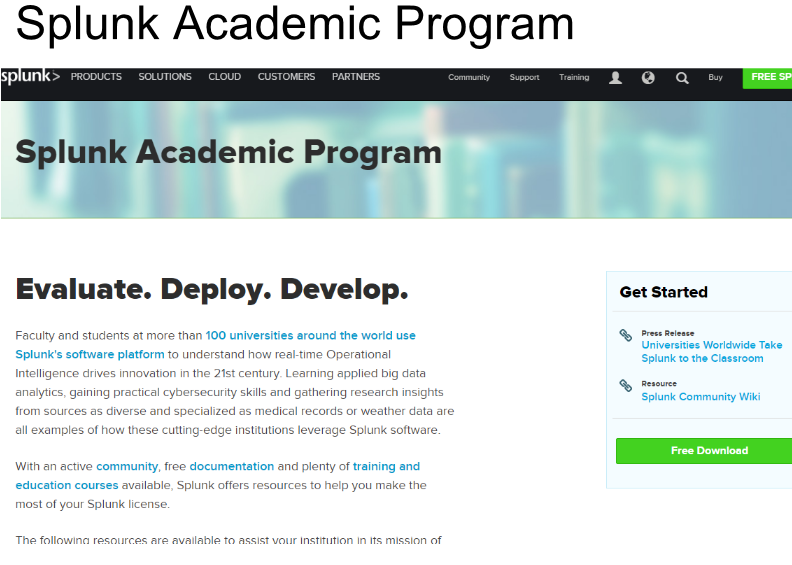 Splunk Academic Program
splunk> PRODUCTS SOLUTIONS CLOUD CUSTOMERS PARTNERS Community Support Training Buy FREE SP
Splunk Academic Program
Evaluate. Deploy. Develop.
Faculty and students at more than 100 universities around the world use
Splunk's software platform to understand how real-time Operational
Intelligence drives innovation in the 21st century. Learning applied big data
analytics, gaining practical cybersecurity skills and gathering research insights
from sources as diverse and specialized as medical records or weather data are
all examples of how these cutting-edge institutions leverage Splunk software.
With an active community, free documentation and plenty of training and
education courses available, Splunk offers resources to help you make the
most of your Splunk license.
The following resources are available to assist your institution in its mission of
Get Started
Press Release
Universities Worldwide Take
Splunk to the Classroom
Resource
Splunk Community Wiki
Free Download